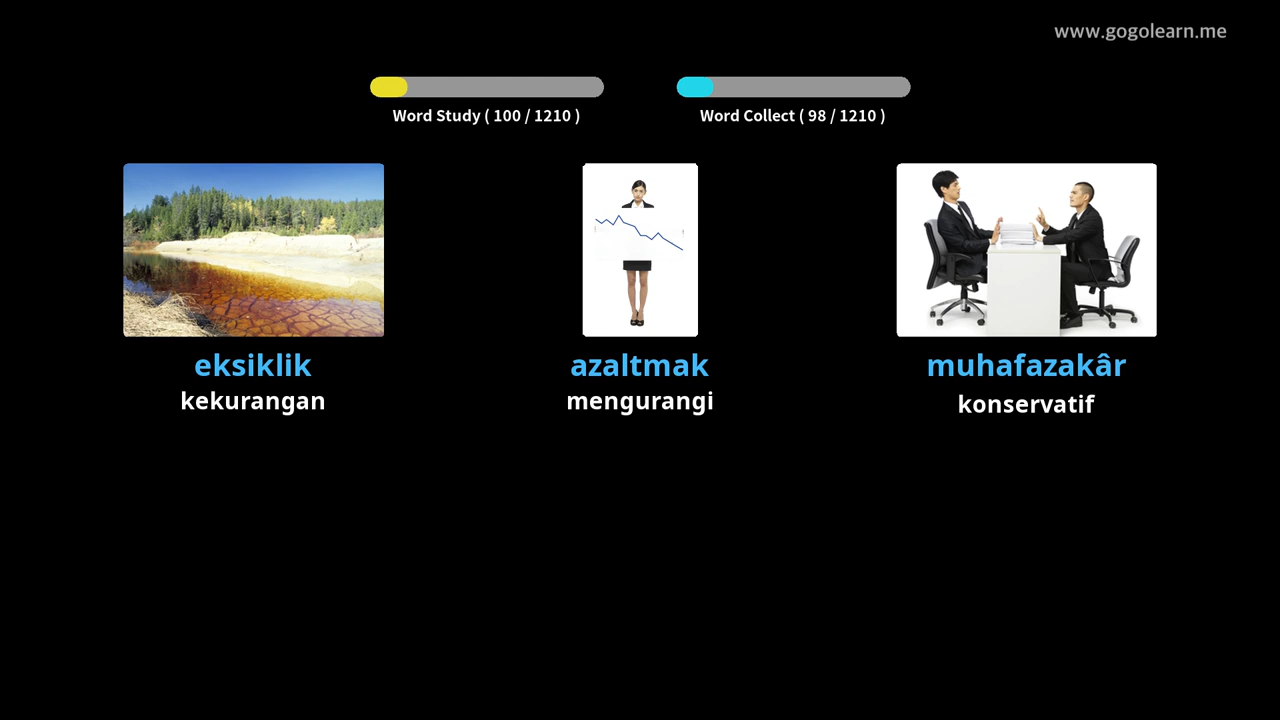 www.gogolearn.me
Word Study ( 100 / 1210 )
Word Collect ( 98 / 1210 )
eksiklik
kekurangan
azaltmak
mengurangi
muhafazakâr
konservatif